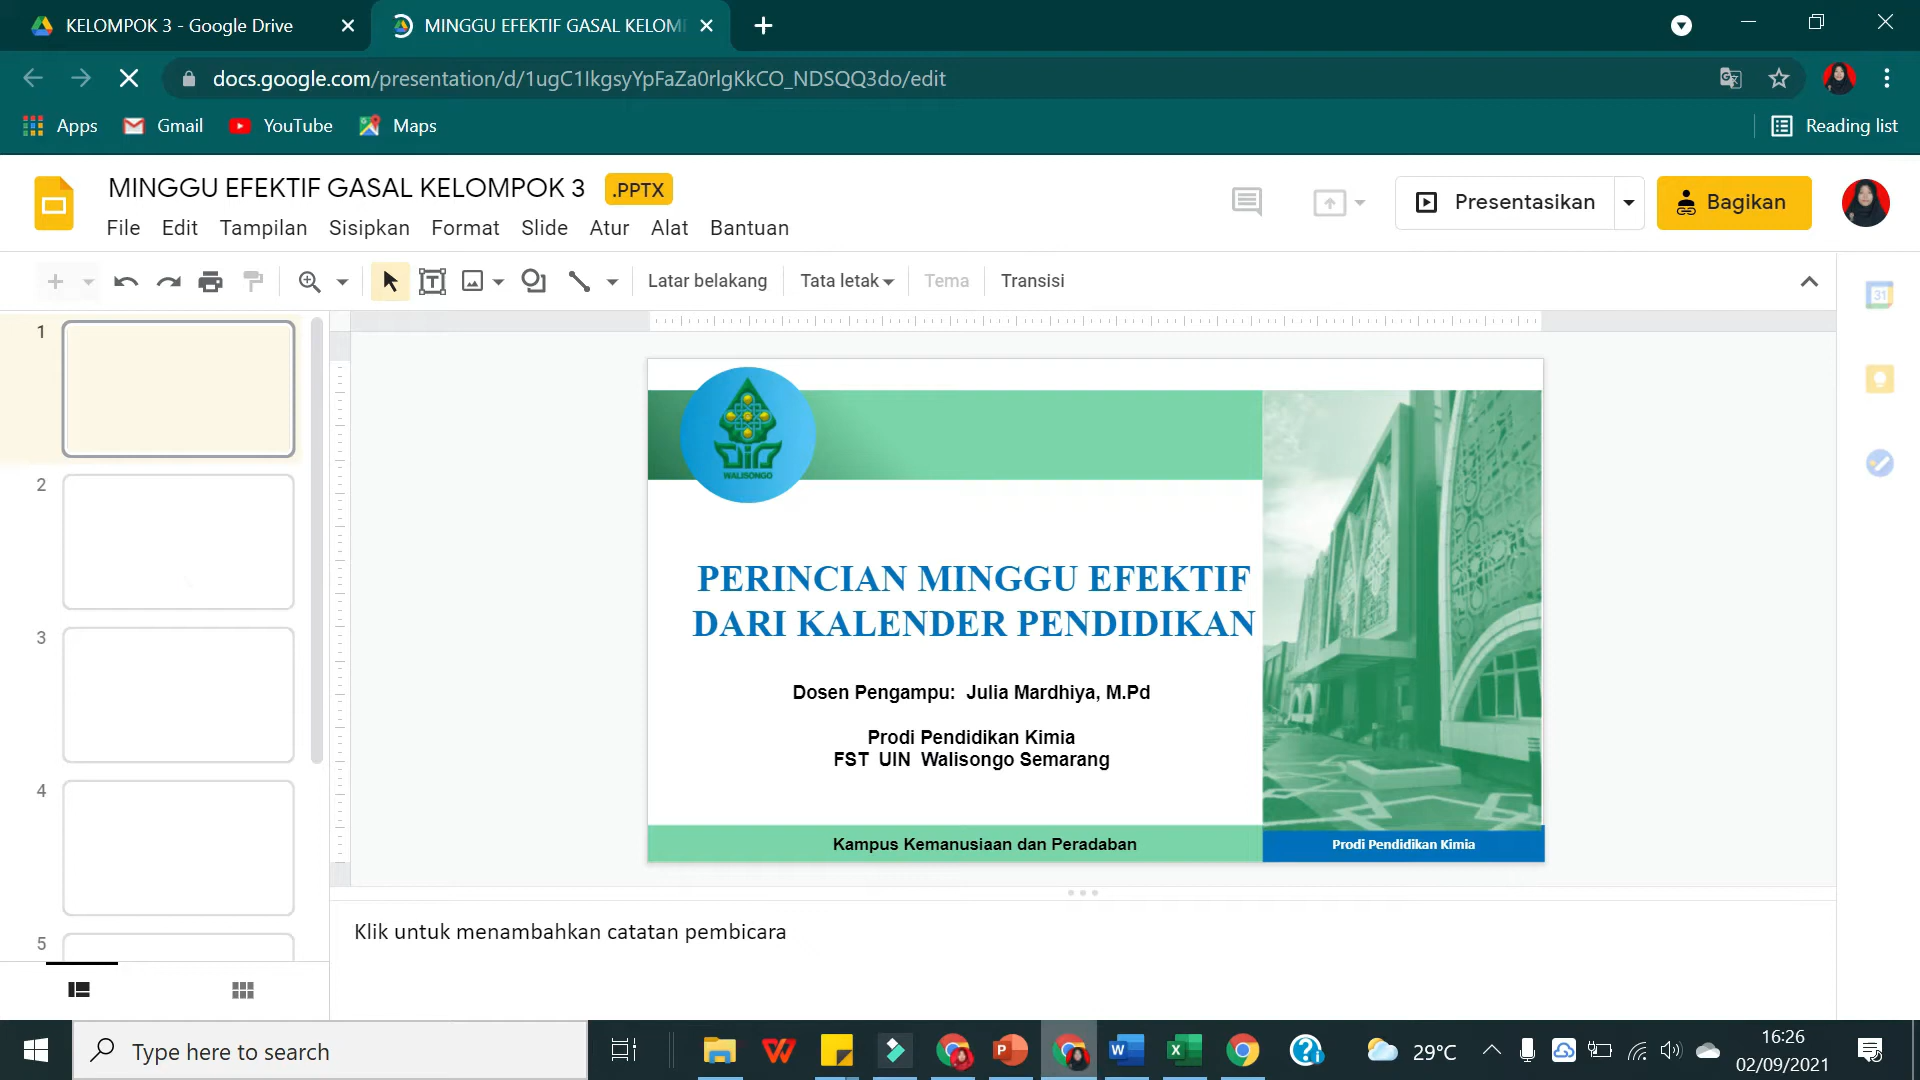 KELOMPOK 3 - Google Drive
MINGGU EFEKTIF GASAL KELOM
docs.google.com/presentation/d/1ugC1IkgsyYpFaZa0rlgKkCO_NDSQQ3do/edit
Apps
Gmail
YouTube
Maps
Reading list
MINGGU EFEKTIF GASAL KELOMPOK 3
.PPTX
Presentasikan
Bagikan
File Edit Tampilan Sisipkan Format Slide Atur Alat Bantuan
Latar belakang
Tata letak
Tema
Transisi
31
1
2
3
4
5
WALISONGO
PERINCIAN MINGGU EFEKTIF
DARI KALENDER PENDIDIKAN
Dosen Pengampu: Julia Mardhiya, M.Pd
Prodi Pendidikan Kimia
FST UIN Walisongo Semarang
Kampus Kemanusiaan dan Peradaban
Prodi Pendidikan Kimia
Klik untuk menambahkan catatan pembicara
Type here to search
29°C
16:26
02/09/2021